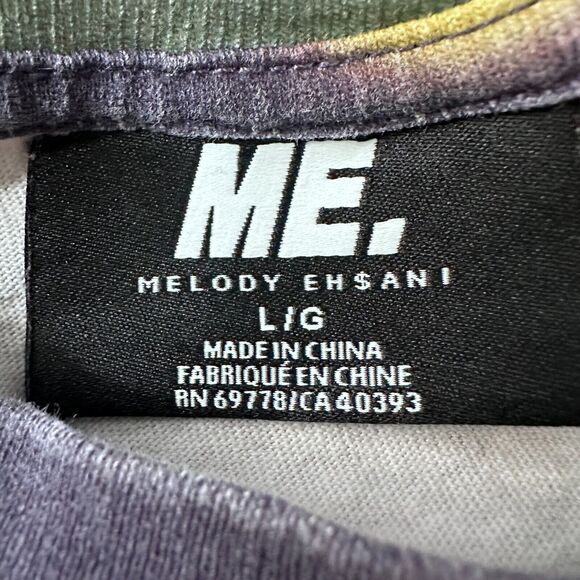 ME.
MELODY EH$ANI
L/G
MADE IN CHINA
FABRIQUÉ EN CHINE
RN 69778/CA 40393